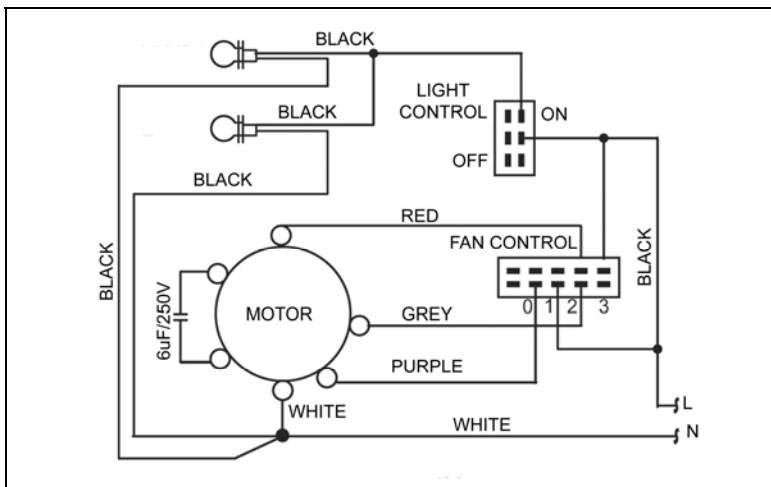 BLACK
LIGHT
CONTROL
ON
OFF
BLACK
BLACK
RED
FAN CONTROL
BLACK
BLACK
6uF/250V
MOTOR
GREY
0 1 2 3
PURPLE
WHITE
WHITE
L
N